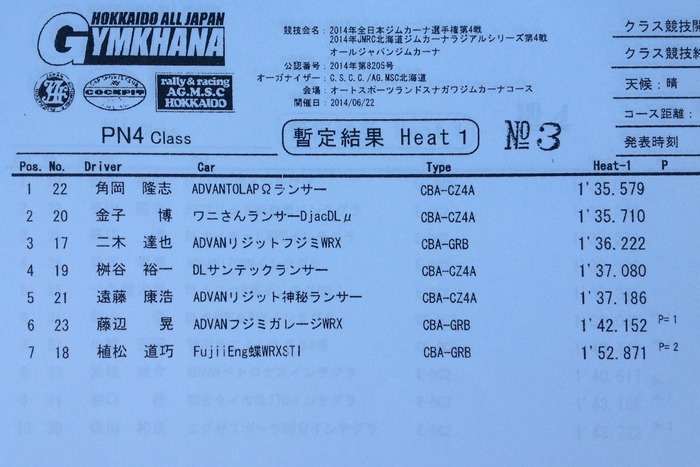 HOKKAIDO ALL JAPAN
GYMKHANA
JAF
COCKPIT
rally & racing
AG.M.S.C
HOKKAIDO
競技会名：2014年全日本ジムカーナ選手権第4戦
2014年JMRC北海道ジムカーナラジアルシリーズ第4戦
オールジャパンジムカーナ
公認番号：2014年第8205号
オーガナイザー：C.S.C.C./AG.MSC北海道
会場：オートスポーツランドスナガワジムカーナコース
開催日：2014/06/22
クラス競技開
クラス競技終
天候：晴
コース距離：
発表時刻
PN4 Class
暫定結果 Heat 1
No 3
Pos. No. Driver Car Type Heat-1 P
1 22 角岡 隆志 ADVANTOLAPΩランサー CBA-CZ4A 1'35.579
2 20 金子 博 ワニさんランサーDjacDLμ CBA-CZ4A 1'35.710
3 17 二木 達也 ADVANリジットフジミWRX CBA-GRB 1'36.222
4 19 桝谷 裕一 DLサンテックランサー CBA-CZ4A 1'37.080
5 21 遠藤 康浩 ADVANリジット神秘ランサー CBA-CZ4A 1'37.186
6 23 藤辺 晃 ADVANフジミガレージWRX CBA-GRB 1'42.152 P= 1
7 18 植松 道巧 FujiiEng蝶WRXSTI CBA-GRB 1'52.871 P= 2